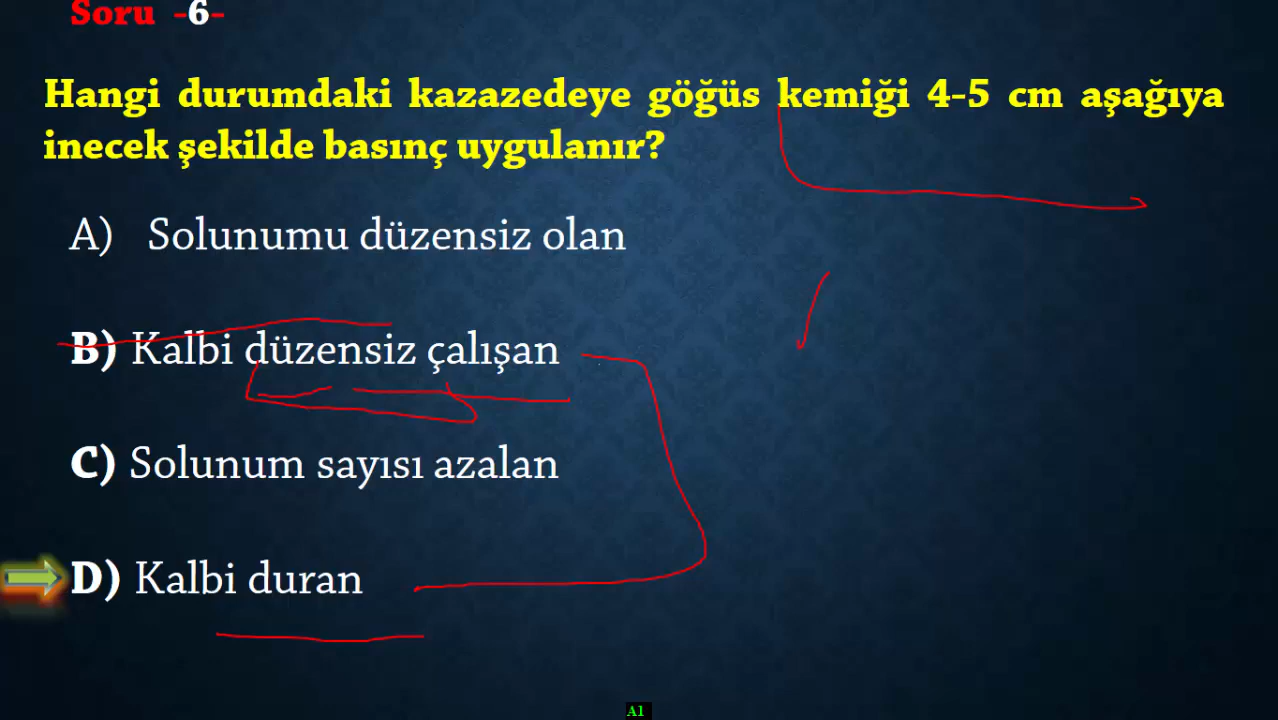 Soru -6-
Hangi durumdaki kazazedeye göğüs kemiği 4-5 cm aşağıya
inecek şekilde basınç uygulanır?
A) Solunumu düzensiz olan
B) Kalbi düzensiz çalışan
C) Solunum sayısı azalan
D) Kalbi duran
A1